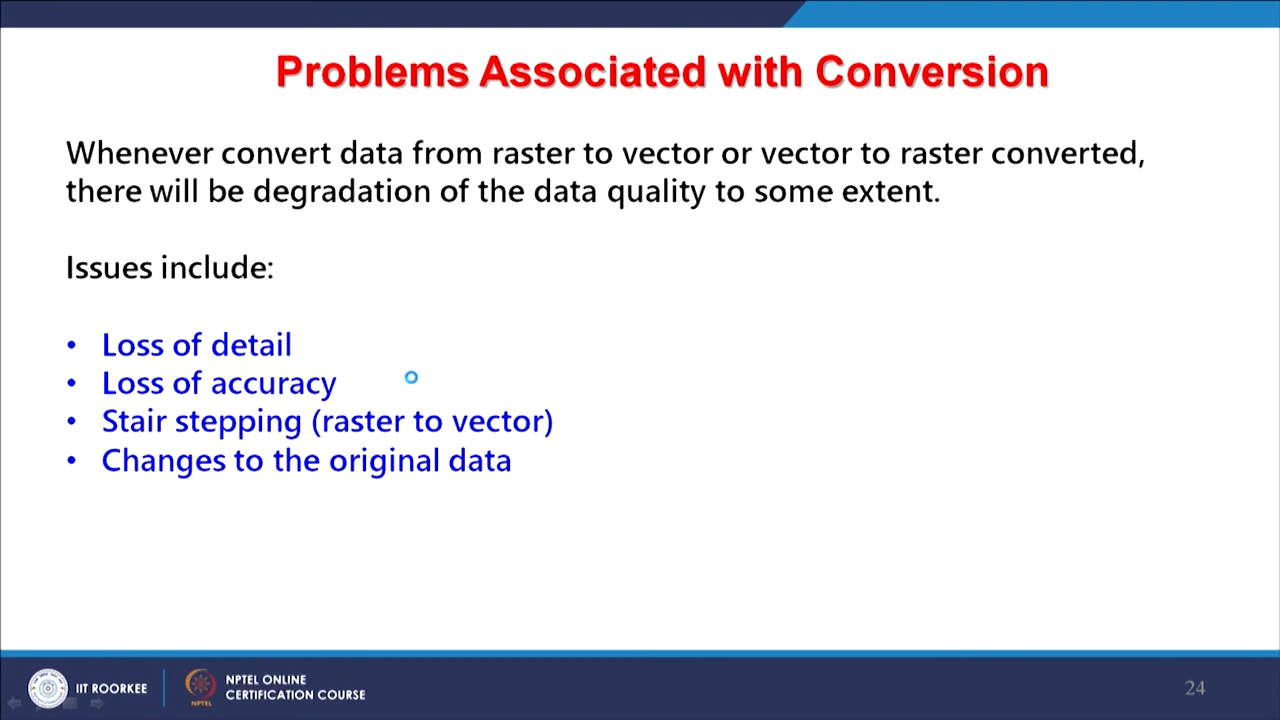 Problems Associated with Conversion
Whenever convert data from raster to vector or vector to raster converted,
there will be degradation of the data quality to some extent.
Issues include:
• Loss of detail
• Loss of accuracy
• Stair stepping (raster to vector)
• Changes to the original data
IIT ROORKEE
NPTEL
NPTEL ONLINE
CERTIFICATION COURSE
24